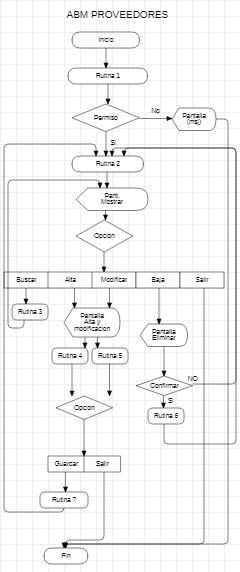 ABM PROVEEDORES
Inicio
Rutina 1
Permiso
No
Pantalla
(msj)
Si
Rutina 2
Pant.
Mostrar
Opcion
Buscar
Alta
Modificar
Baja
Salir
Rutina 3
Pantalla
Alta y
modificacion
Pantalla
Eliminar
Rutina 4
Rutina 5
Confirmar
NO
SI
Opcion
Rutina 6
Guardar
Salir
Rutina 7
Fin